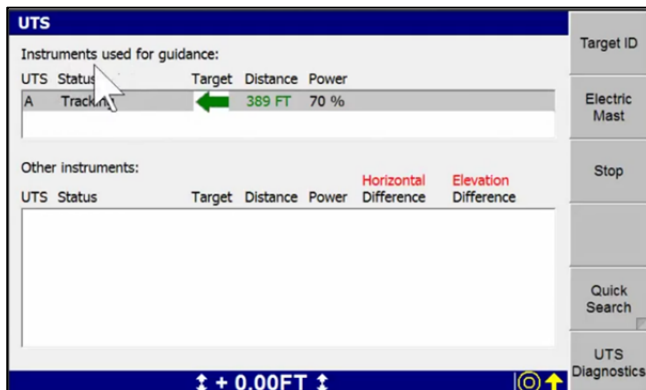 UTS
Instruments used for guidance:
UTS Status Target Distance Power
A Tracking 389 FT 70 %
Other instruments:
Horizontal Elevation
UTS Status Target Distance Power Difference Difference
+ 0.00FT
Target ID
Electric
Mast
Stop
Quick
Search
UTS
Diagnostics